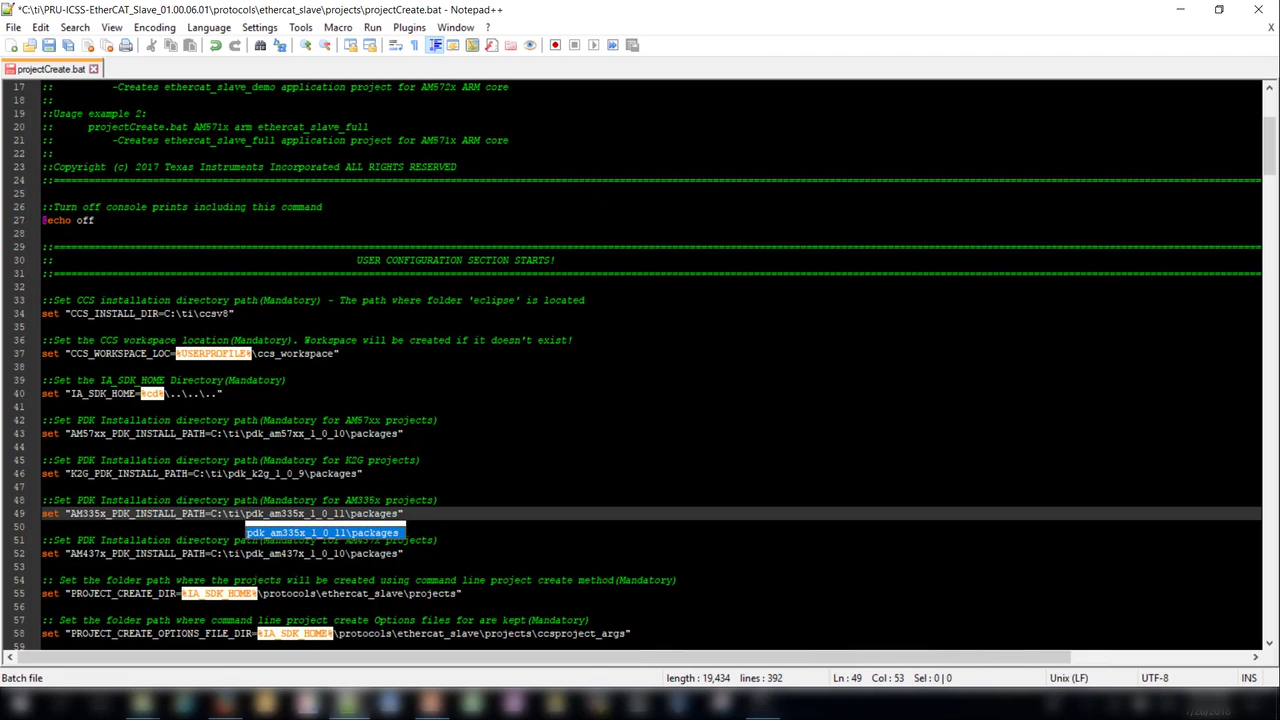 *C:\ti\PRU-ICSS-EtherCAT_Slave_01.00.06.01\protocols\ethercat_slave\projects\projectCreate.bat - Notepad++
File Edit Search View Encoding Language Settings Tools Macro Run Plugins Window ? X
projectCreate.bat
17 :: -Creates ethercat_slave_demo application project for AM572x ARM core
18 ::
19 ::Usage example 2:
20 :: projectCreate.bat AM571x arm ethercat_slave_full
21 :: -Creates ethercat_slave_full application project for AM571x ARM core
22 ::
23 ::Copyright (c) 2017 Texas Instruments Incorporated ALL RIGHTS RESERVED
24 ::==============================================================================
25
26 ::Turn off console prints including this command
27 @echo off
28
29 ::==============================================================================
30 :: USER CONFIGURATION SECTION STARTS!
31 ::==============================================================================
32
33 ::Set CCS installation directory path(Mandatory) - The path where folder 'eclipse' is located
34 set "CCS_INSTALL_DIR=C:\ti\ccsv8"
35
36 ::Set the CCS workspace location(Mandatory). Workspace will be created if it doesn't exist!
37 set "CCS_WORKSPACE_LOC=%USERPROFILE%\ccs_workspace"
38
39 ::Set the IA_SDK_HOME Directory(Mandatory)
40 set "IA_SDK_HOME=%cd%\..\..\.."
41
42 ::Set PDK Installation directory path(Mandatory for AM57xx projects)
43 set "AM57xx_PDK_INSTALL_PATH=C:\ti\pdk_am57xx_1_0_10\packages"
44
45 ::Set PDK Installation directory path(Mandatory for K2G projects)
46 set "K2G_PDK_INSTALL_PATH=C:\ti\pdk_k2g_1_0_9\packages"
47
48 ::Set PDK Installation directory path(Mandatory for AM335x projects)
49 set "AM335x_PDK_INSTALL_PATH=C:\ti\pdk_am335x_1_0_11\packages"
50 pdk_am335x_1_0_11\packages
51 ::Set PDK Installation directory path(Mandatory for AM437x projects)
52 set "AM437x_PDK_INSTALL_PATH=C:\ti\pdk_am437x_1_0_10\packages"
53
54 :: Set the folder path where the projects will be created using command line project create method(Mandatory)
55 set "PROJECT_CREATE_DIR=%IA_SDK_HOME%\protocols\ethercat_slave\projects"
56
57 :: Set the folder path where command line project create Options files for are kept(Mandatory)
58 set "PROJECT_CREATE_OPTIONS_FILE_DIR=%IA_SDK_HOME%\protocols\ethercat_slave\projects\ccsproject_args"
59
Batch file length : 19,434 lines : 392 Ln : 49 Col : 53 Sel : 0 | 0 Unix (LF) UTF-8 INS